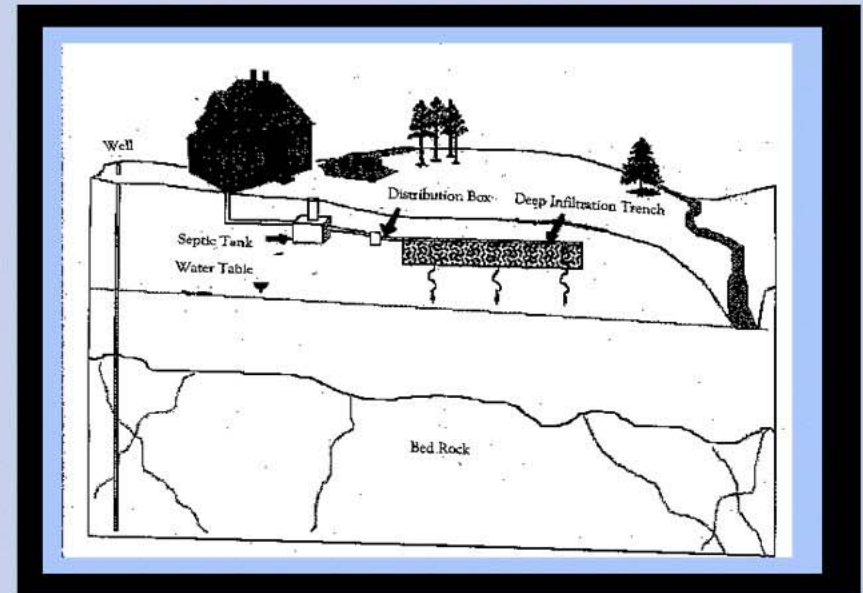 Well
Distribution Box
Deep Infiltration Trench
Septic Tank
Water Table
Bed Rock